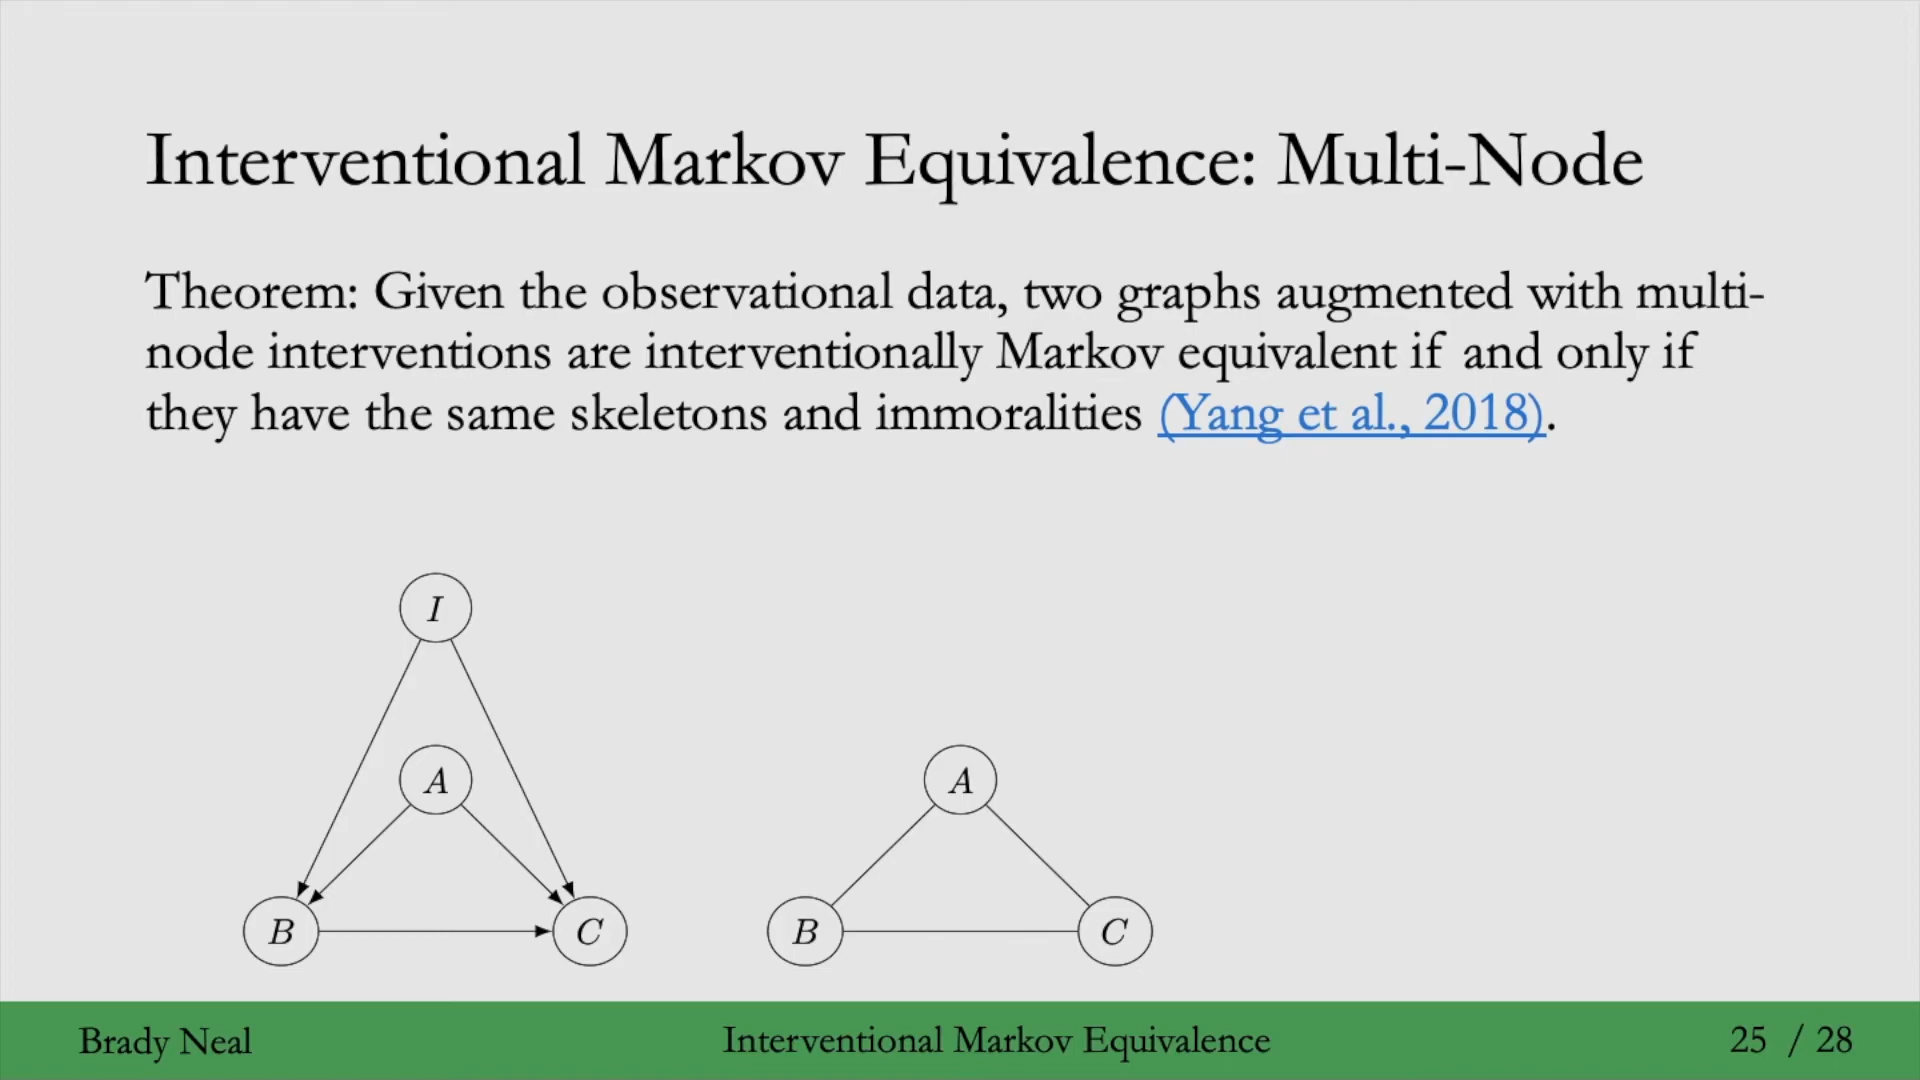 Interventional Markov Equivalence: Multi-Node
Theorem: Given the observational data, two graphs augmented with multi-
node interventions are interventionally Markov equivalent if and only if
they have the same skeletons and immoralities (Yang et al., 2018).
I
A
A
B
C
B
C
Brady Neal
Interventional Markov Equivalence
25 / 28